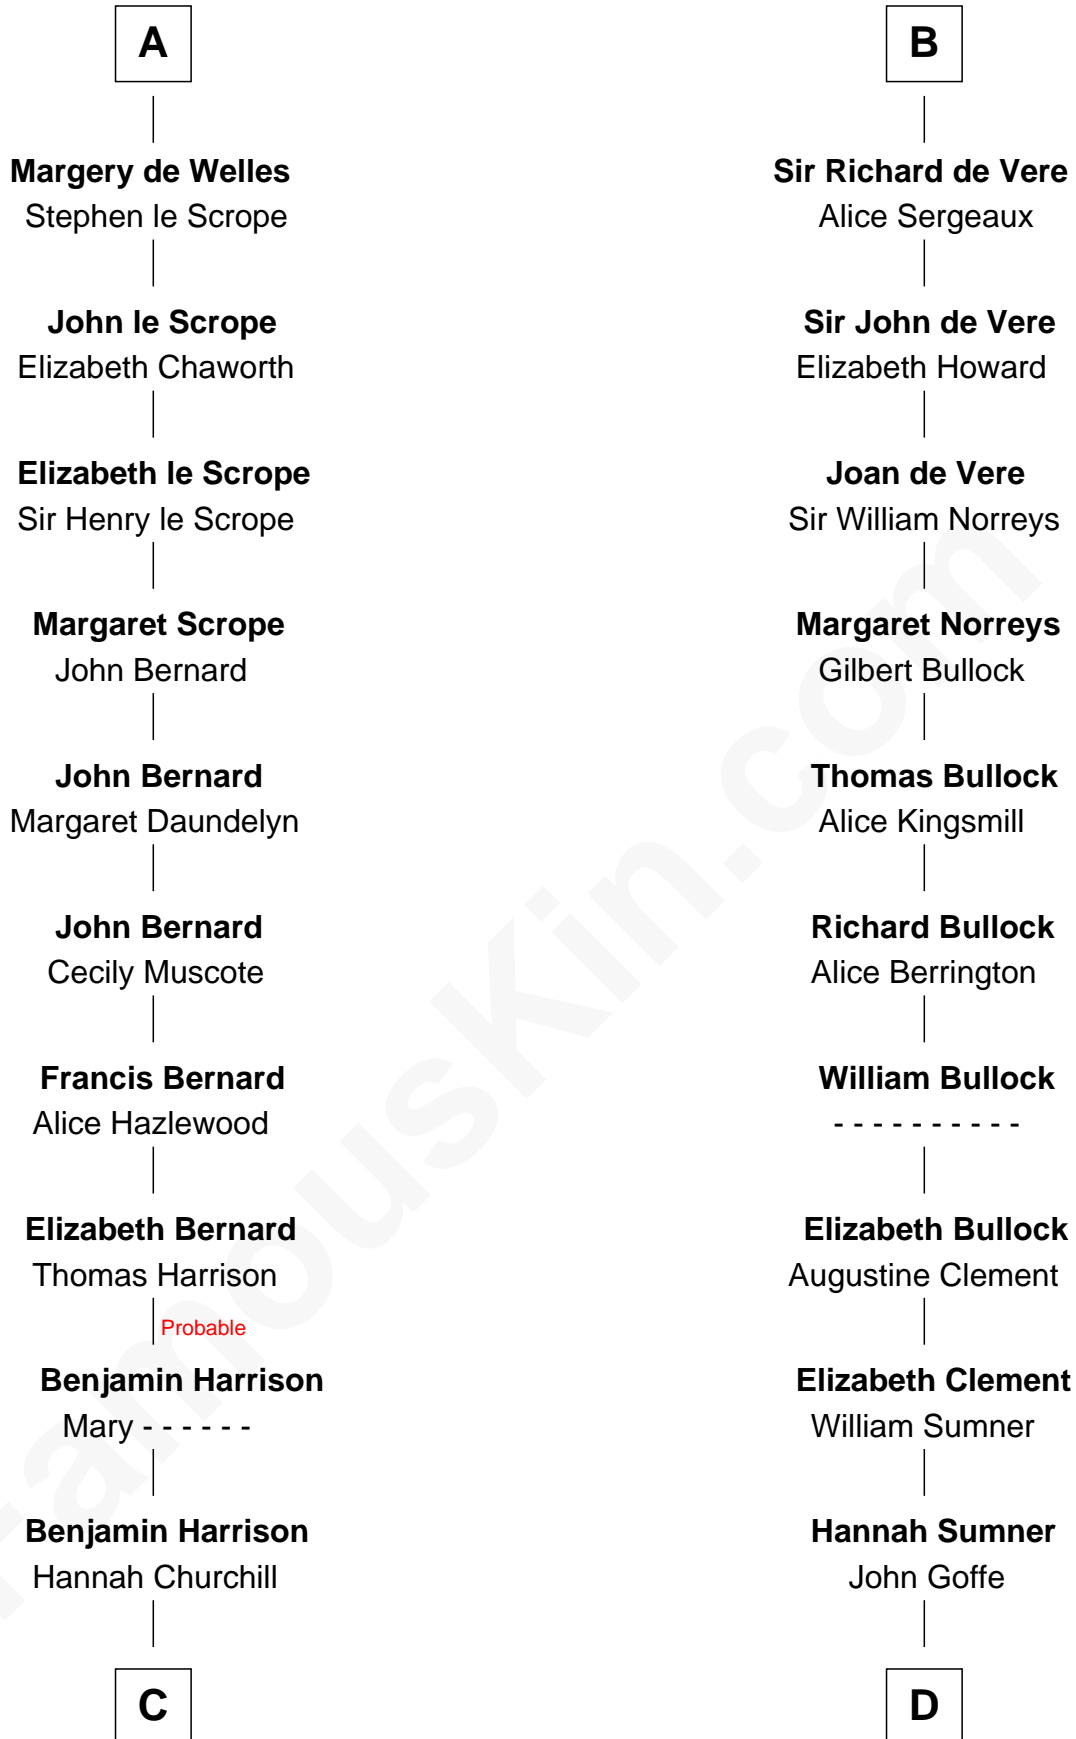 A
Margery de Welles
Stephen le Scrope
John le Scrope
Elizabeth Chaworth
Elizabeth le Scrope
Sir Henry le Scrope
Margaret Scrope
John Bernard
John Bernard
Margaret Daundelyn
John Bernard
Cecily Muscote
Francis Bernard
Alice Hazlewood
Elizabeth Bernard
Thomas Harrison
Probable
Benjamin Harrison
Mary - - - - - -
Benjamin Harrison
Hannah Churchill
C
B
Sir Richard de Vere
Alice Sergeaux
Sir John de Vere
Elizabeth Howard
Joan de Vere
Sir William Norreys
Margaret Norreys
Gilbert Bullock
Thomas Bullock
Alice Kingsmill
Richard Bullock
Alice Berrington
William Bullock
- - - - - - - - - -
Elizabeth Bullock
Augustine Clement
Elizabeth Clement
William Sumner
Hannah Sumner
John Goffe
D
FamousKin.com